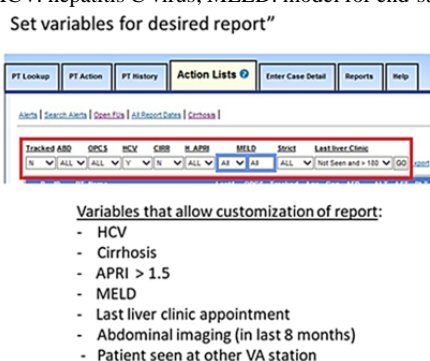 HCV: hepatitis C virus; MELD: model for end-s
Set variables for desired report"
PT Lookup PT Action PT History Action Lists ? Enter Case Detail Reports Help
Alerts | Search Alerts | Open FUs | All Report Dates | Cirrhosis |
Tracked ABD OPCS HCV CIRR H_APRI MELD Strict Last liver Clinic
N ALL ALL Y N ALL All All ALL Not Seen and > 180 GO
Variables that allow customization of report:
- HCV
- Cirrhosis
- APRI > 1.5
- MELD
- Last liver clinic appointment
- Abdominal imaging (in last 8 months)
- Patient seen at other VA station